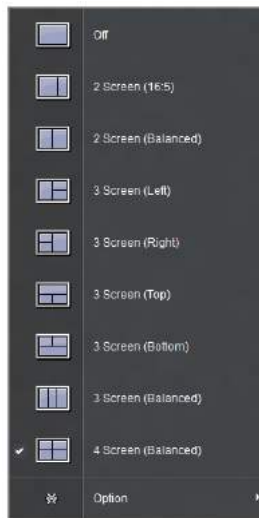 Off
2 Screen (16:5)
2 Screen (Balanced)
3 Screen (Left)
3 Screen (Right)
3 Screen (Top)
3 Screen (Bottom)
3 Screen (Balanced)
4 Screen (Balanced)
Option